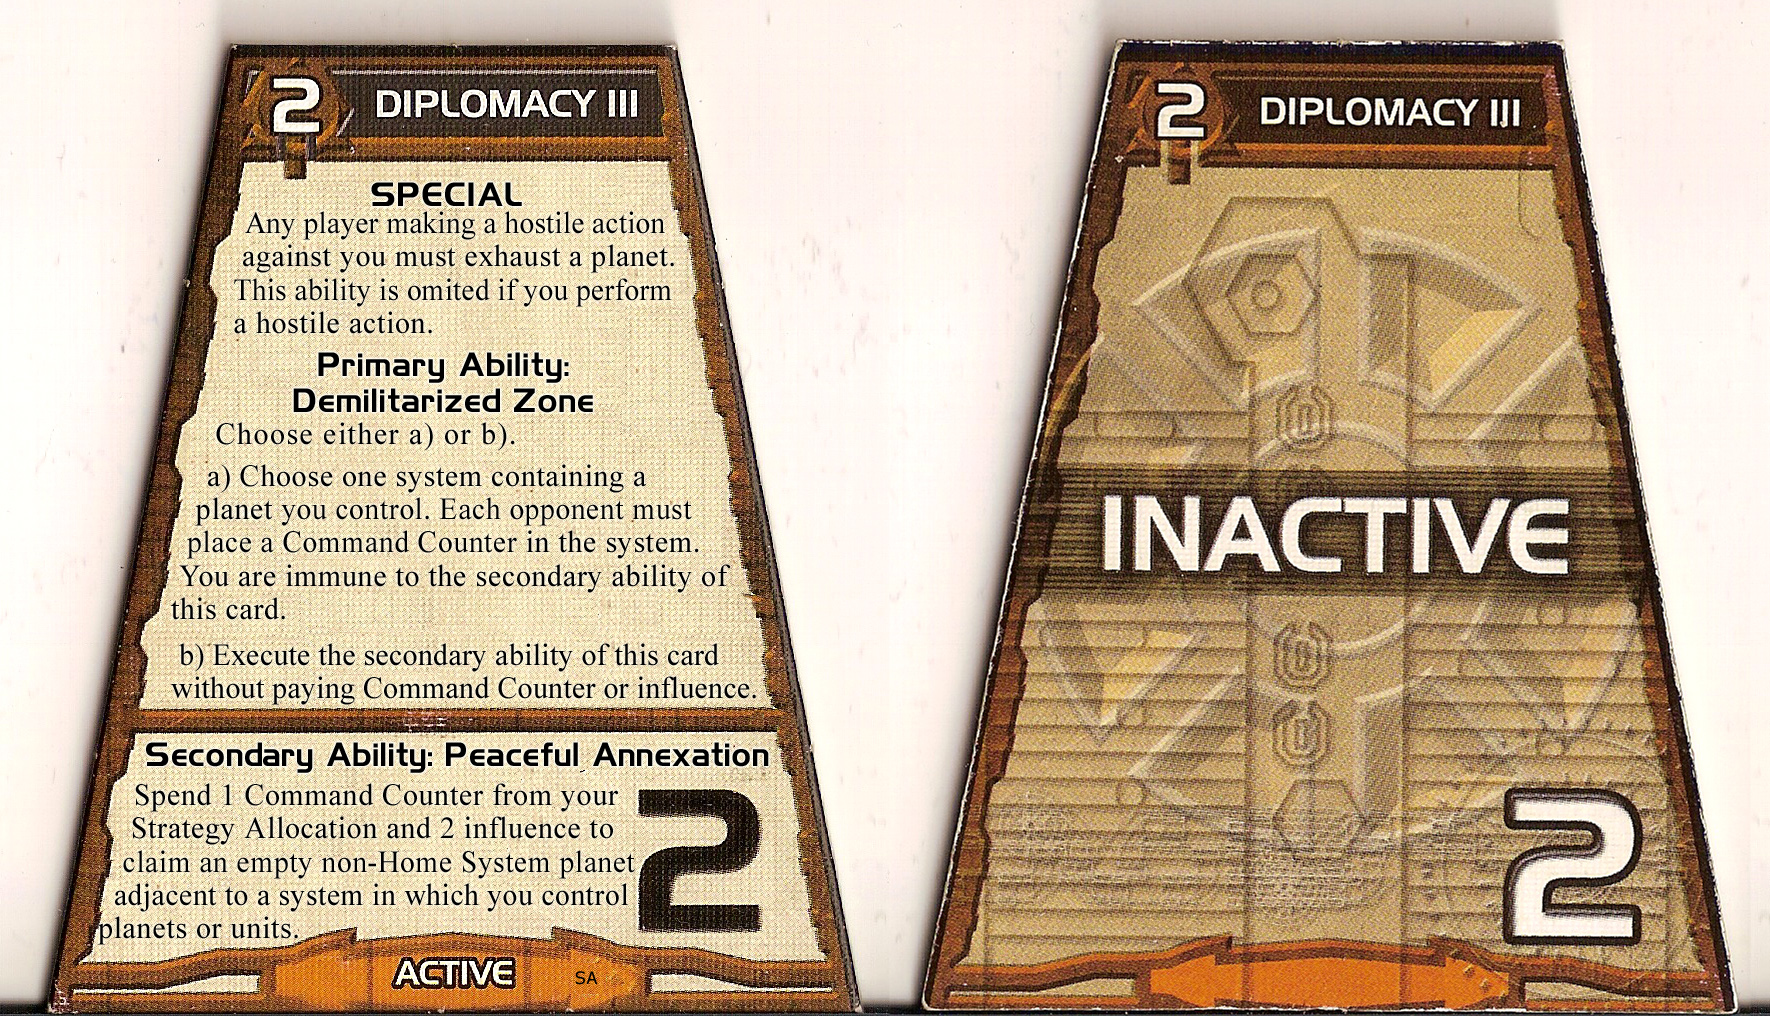 2 DIPLOMACY III
SPECIAL
Any player making a hostile action
against you must exhaust a planet.
This ability is omited if you perform
a hostile action.
Primary Ability:
Demilitarized Zone
Choose either a) or b).
a) Choose one system containing a
planet you control. Each opponent must
place a Command Counter in the system.
You are immune to the secondary ability of
this card.
b) Execute the secondary ability of this card
without paying Command Counter or influence.
Secondary Ability: Peaceful Annexation
Spend 1 Command Counter from your
Strategy Allocation and 2 influence to
claim an empty non-Home System planet
adjacent to a system in which you control
planets or units.
2
ACTIVE
SA
2 DIPLOMACY III
INACTIVE
2